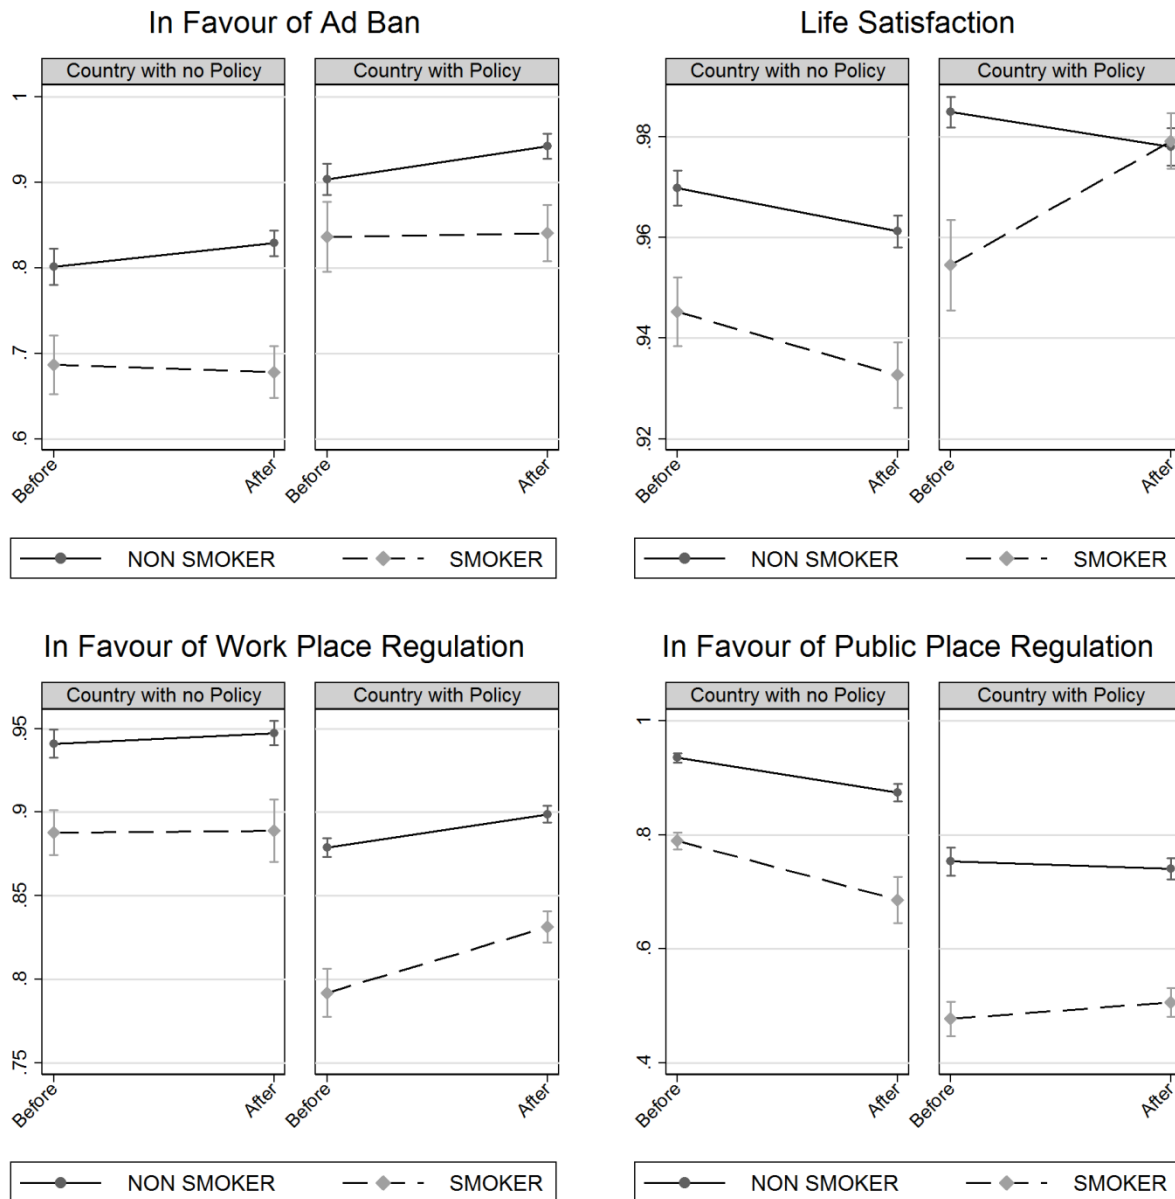 In Favour of Ad Ban
Country with no Policy
Country with Policy
1
.9
.8
.7
.6
Before
After
Before
After
NON SMOKER
SMOKER
Life Satisfaction
Country with no Policy
Country with Policy
.98
.96
.94
.92
Before
After
Before
After
NON SMOKER
SMOKER
In Favour of Work Place Regulation
Country with no Policy
Country with Policy
.95
.9
.85
.8
.75
Before
After
Before
After
NON SMOKER
SMOKER
In Favour of Public Place Regulation
Country with no Policy
Country with Policy
1
.8
.6
.4
Before
After
Before
After
NON SMOKER
SMOKER